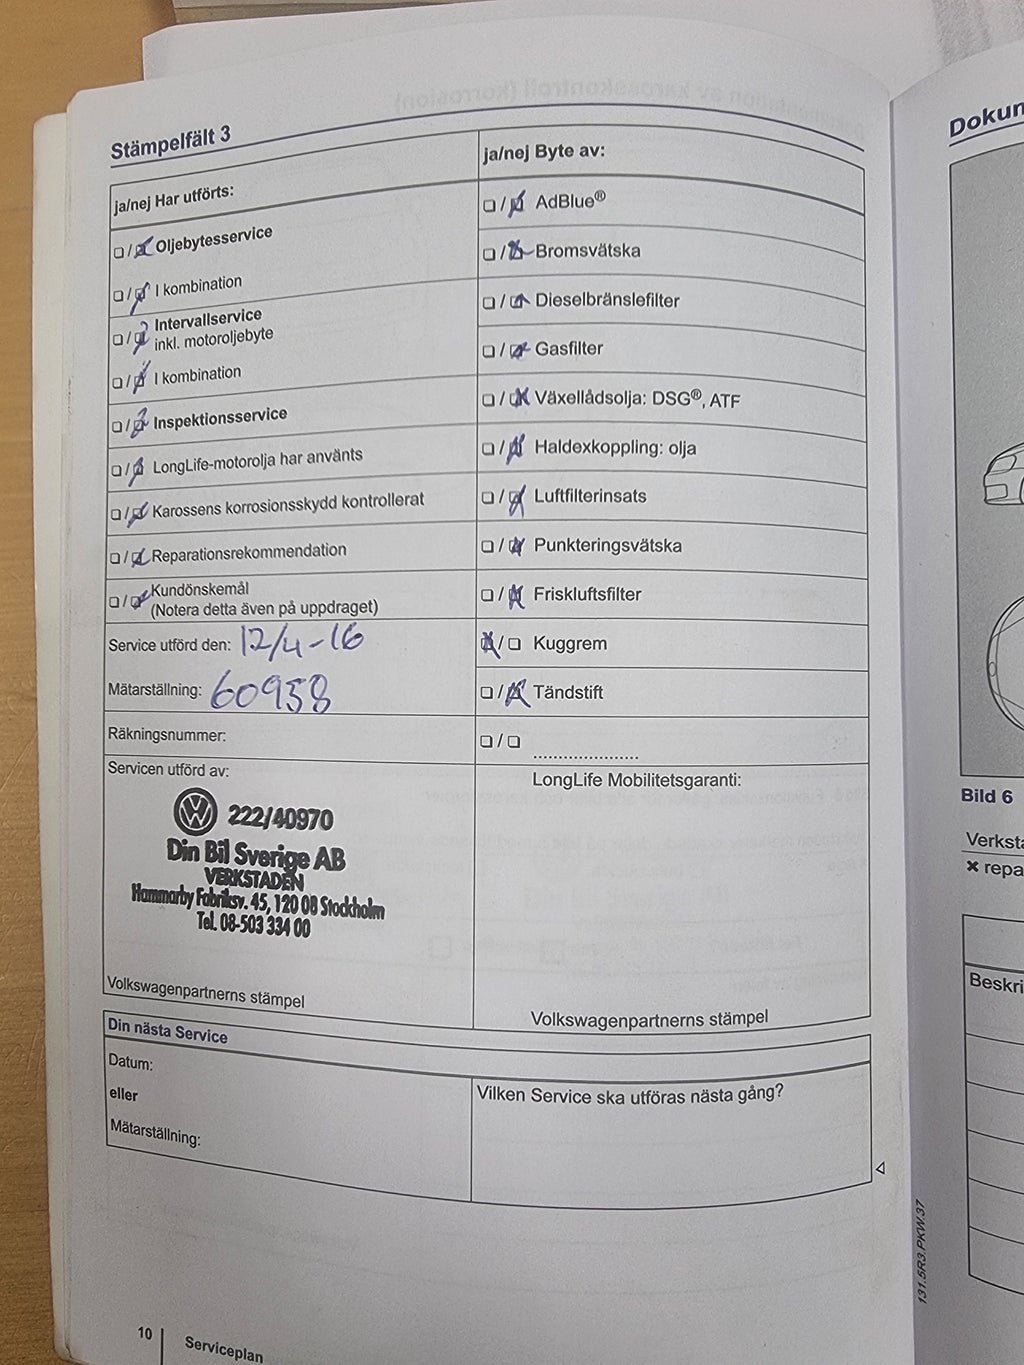 Stämpelfält 3
ja/nej Har utförts:
❏ / ❏ Oljebytesservice
❏ / ❏ I kombination
❏ / ❏ Intervallservice
inkl. motoroljebyte
❏ / ❏ I kombination
❏ / ❏ Inspektionsservice
❏ / ❏ LongLife-motorolja har använts
❏ / ❏ Karossens korrosionsskydd kontrollerat
❏ / ❏ Reparationsrekommendation
❏ / ❏ Kundönskemål
(Notera detta även på uppdraget)
Service utförd den: 12/4-16
Mätarställning: 60958
Räkningsnummer:
Servicen utförd av:
222/40970
Din Bil Sverige AB
VERKSTADEN
Hammarby Fabriksv. 45, 120 08 Stockholm
Tel. 08-503 334 00
Volkswagenpartnerns stämpel
ja/nej Byte av:
❏ / ❏ AdBlue®
❏ / ❏ Bromsvätska
❏ / ❏ Dieselbränslefilter
❏ / ❏ Gasfilter
❏ / ❏ Växellådsolja: DSG®, ATF
❏ / ❏ Haldexkoppling: olja
❏ / ❏ Luftfilterinsats
❏ / ❏ Punkteringsvätska
❏ / ❏ Friskluftsfilter
❏ / ❏ Kuggrem
❏ / ❏ Tändstift
❏ / ❏ .....................
LongLife Mobilitetsgaranti:
Volkswagenpartnerns stämpel
Din nästa Service
Datum:
eller
Mätarställning:
Vilken Service ska utföras nästa gång?
10 Serviceplan
131.5R3.PKW.37
Dokun
Bild 6
Verksta
✖ repa
Beskri